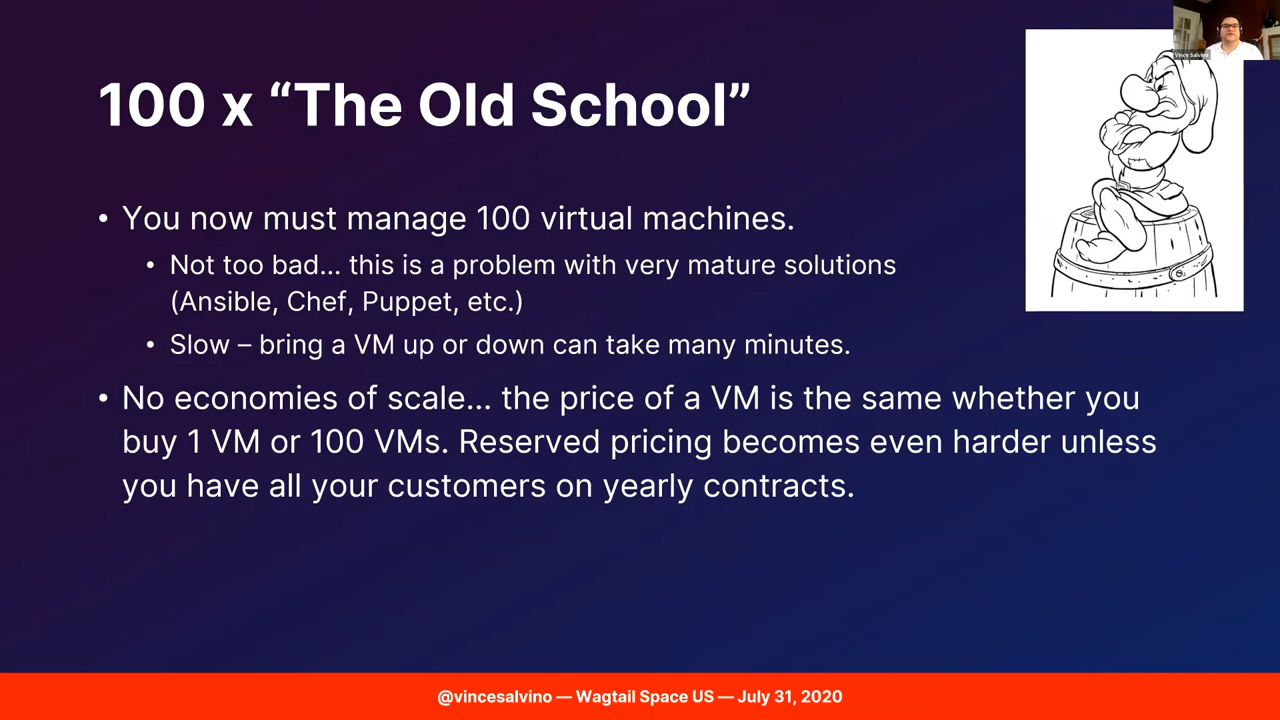 100 x “The Old School”
• You now must manage 100 virtual machines.
• Not too bad... this is a problem with very mature solutions
(Ansible, Chef, Puppet, etc.)
• Slow – bring a VM up or down can take many minutes.
• No economies of scale... the price of a VM is the same whether you
buy 1 VM or 100 VMs. Reserved pricing becomes even harder unless
you have all your customers on yearly contracts.
Vince Salvino
@vincesalvino — Wagtail Space US — July 31, 2020